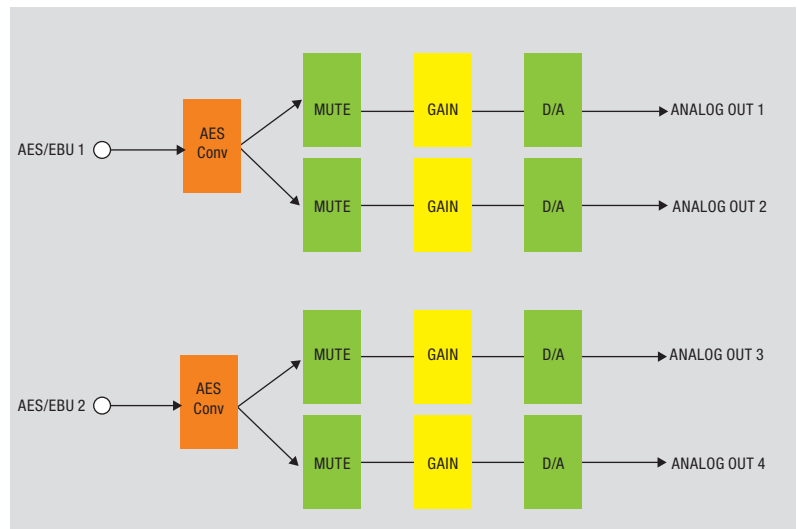 MUTE GAIN D/A ANALOG OUT 1
AES/EBU 1 AES
Conv
MUTE GAIN D/A ANALOG OUT 2
MUTE GAIN D/A ANALOG OUT 3
AES/EBU 2 AES
Conv
MUTE GAIN D/A ANALOG OUT 4